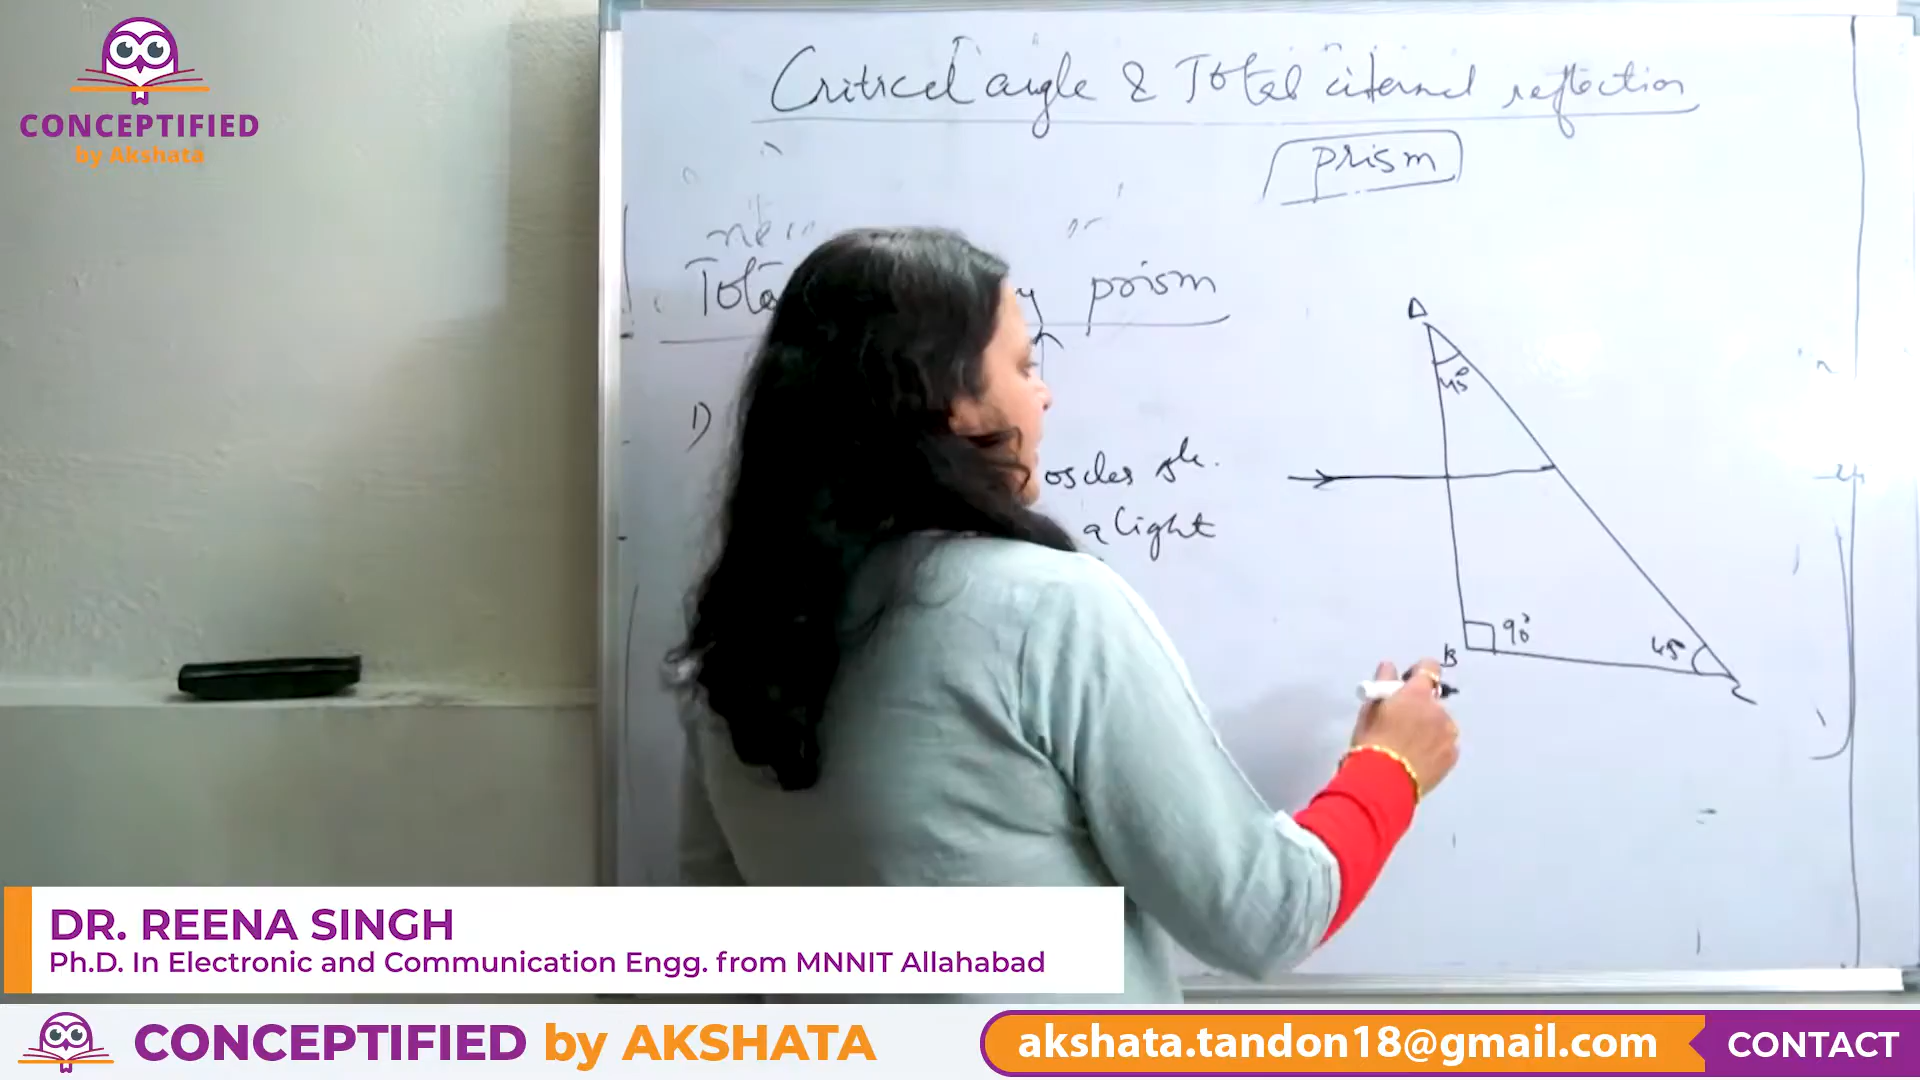 CONCEPTIFIED
by Akshata
Critical angle & Total internal reflection
prism
prism
A
45°
1)
90°
45°
B
C
a light
DR. REENA SINGH
Ph.D. In Electronic and Communication Engg. from MNNIT Allahabad
CONCEPTIFIED by AKSHATA
akshata.tandon18@gmail.com
CONTACT